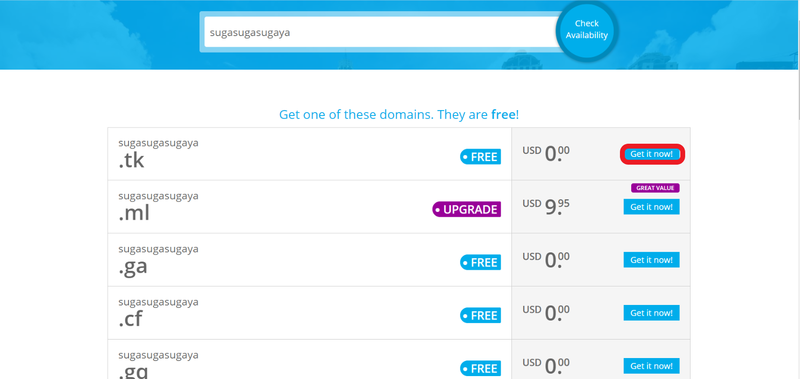 sugasugasugaya
Check
Availability
Get one of these domains. They are free!
sugasugasugaya
.tk
FREE
USD 0.00
Get it now!
sugasugasugaya
.ml
UPGRADE
USD 9.95
GREAT VALUE
Get it now!
sugasugasugaya
.ga
FREE
USD 0.00
Get it now!
sugasugasugaya
.cf
FREE
USD 0.00
Get it now!
sugasugasugaya
.gq
FREE
USD 0.00
Get it now!